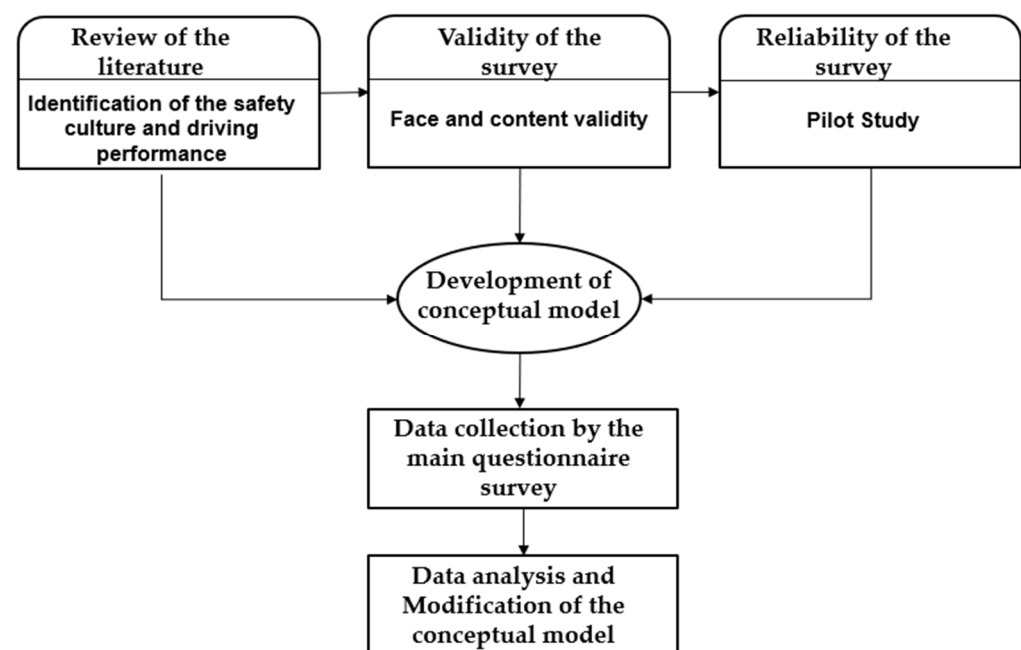 Review of the
literature
Identification of the safety
culture and driving
performance
Validity of the
survey
Face and content validity
Reliability of the
survey
Pilot Study
Development of
conceptual model
Data collection by the
main questionnaire
survey
Data analysis and
Modification of the
conceptual model